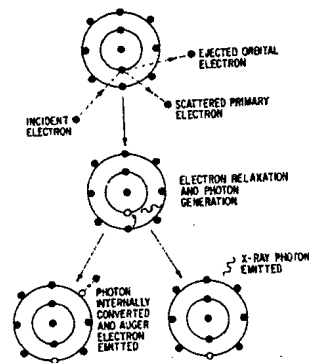 EJECTED ORBITAL
ELECTRON
SCATTERED PRIMARY
ELECTRON
INCIDENT
ELECTRON
ELECTRON RELAXATION
AND PHOTON
GENERATION
X-RAY PHOTON
EMITTED
PHOTON
INTERNALLY
CONVERTED
AND AUGER
ELECTRON
EMITTED